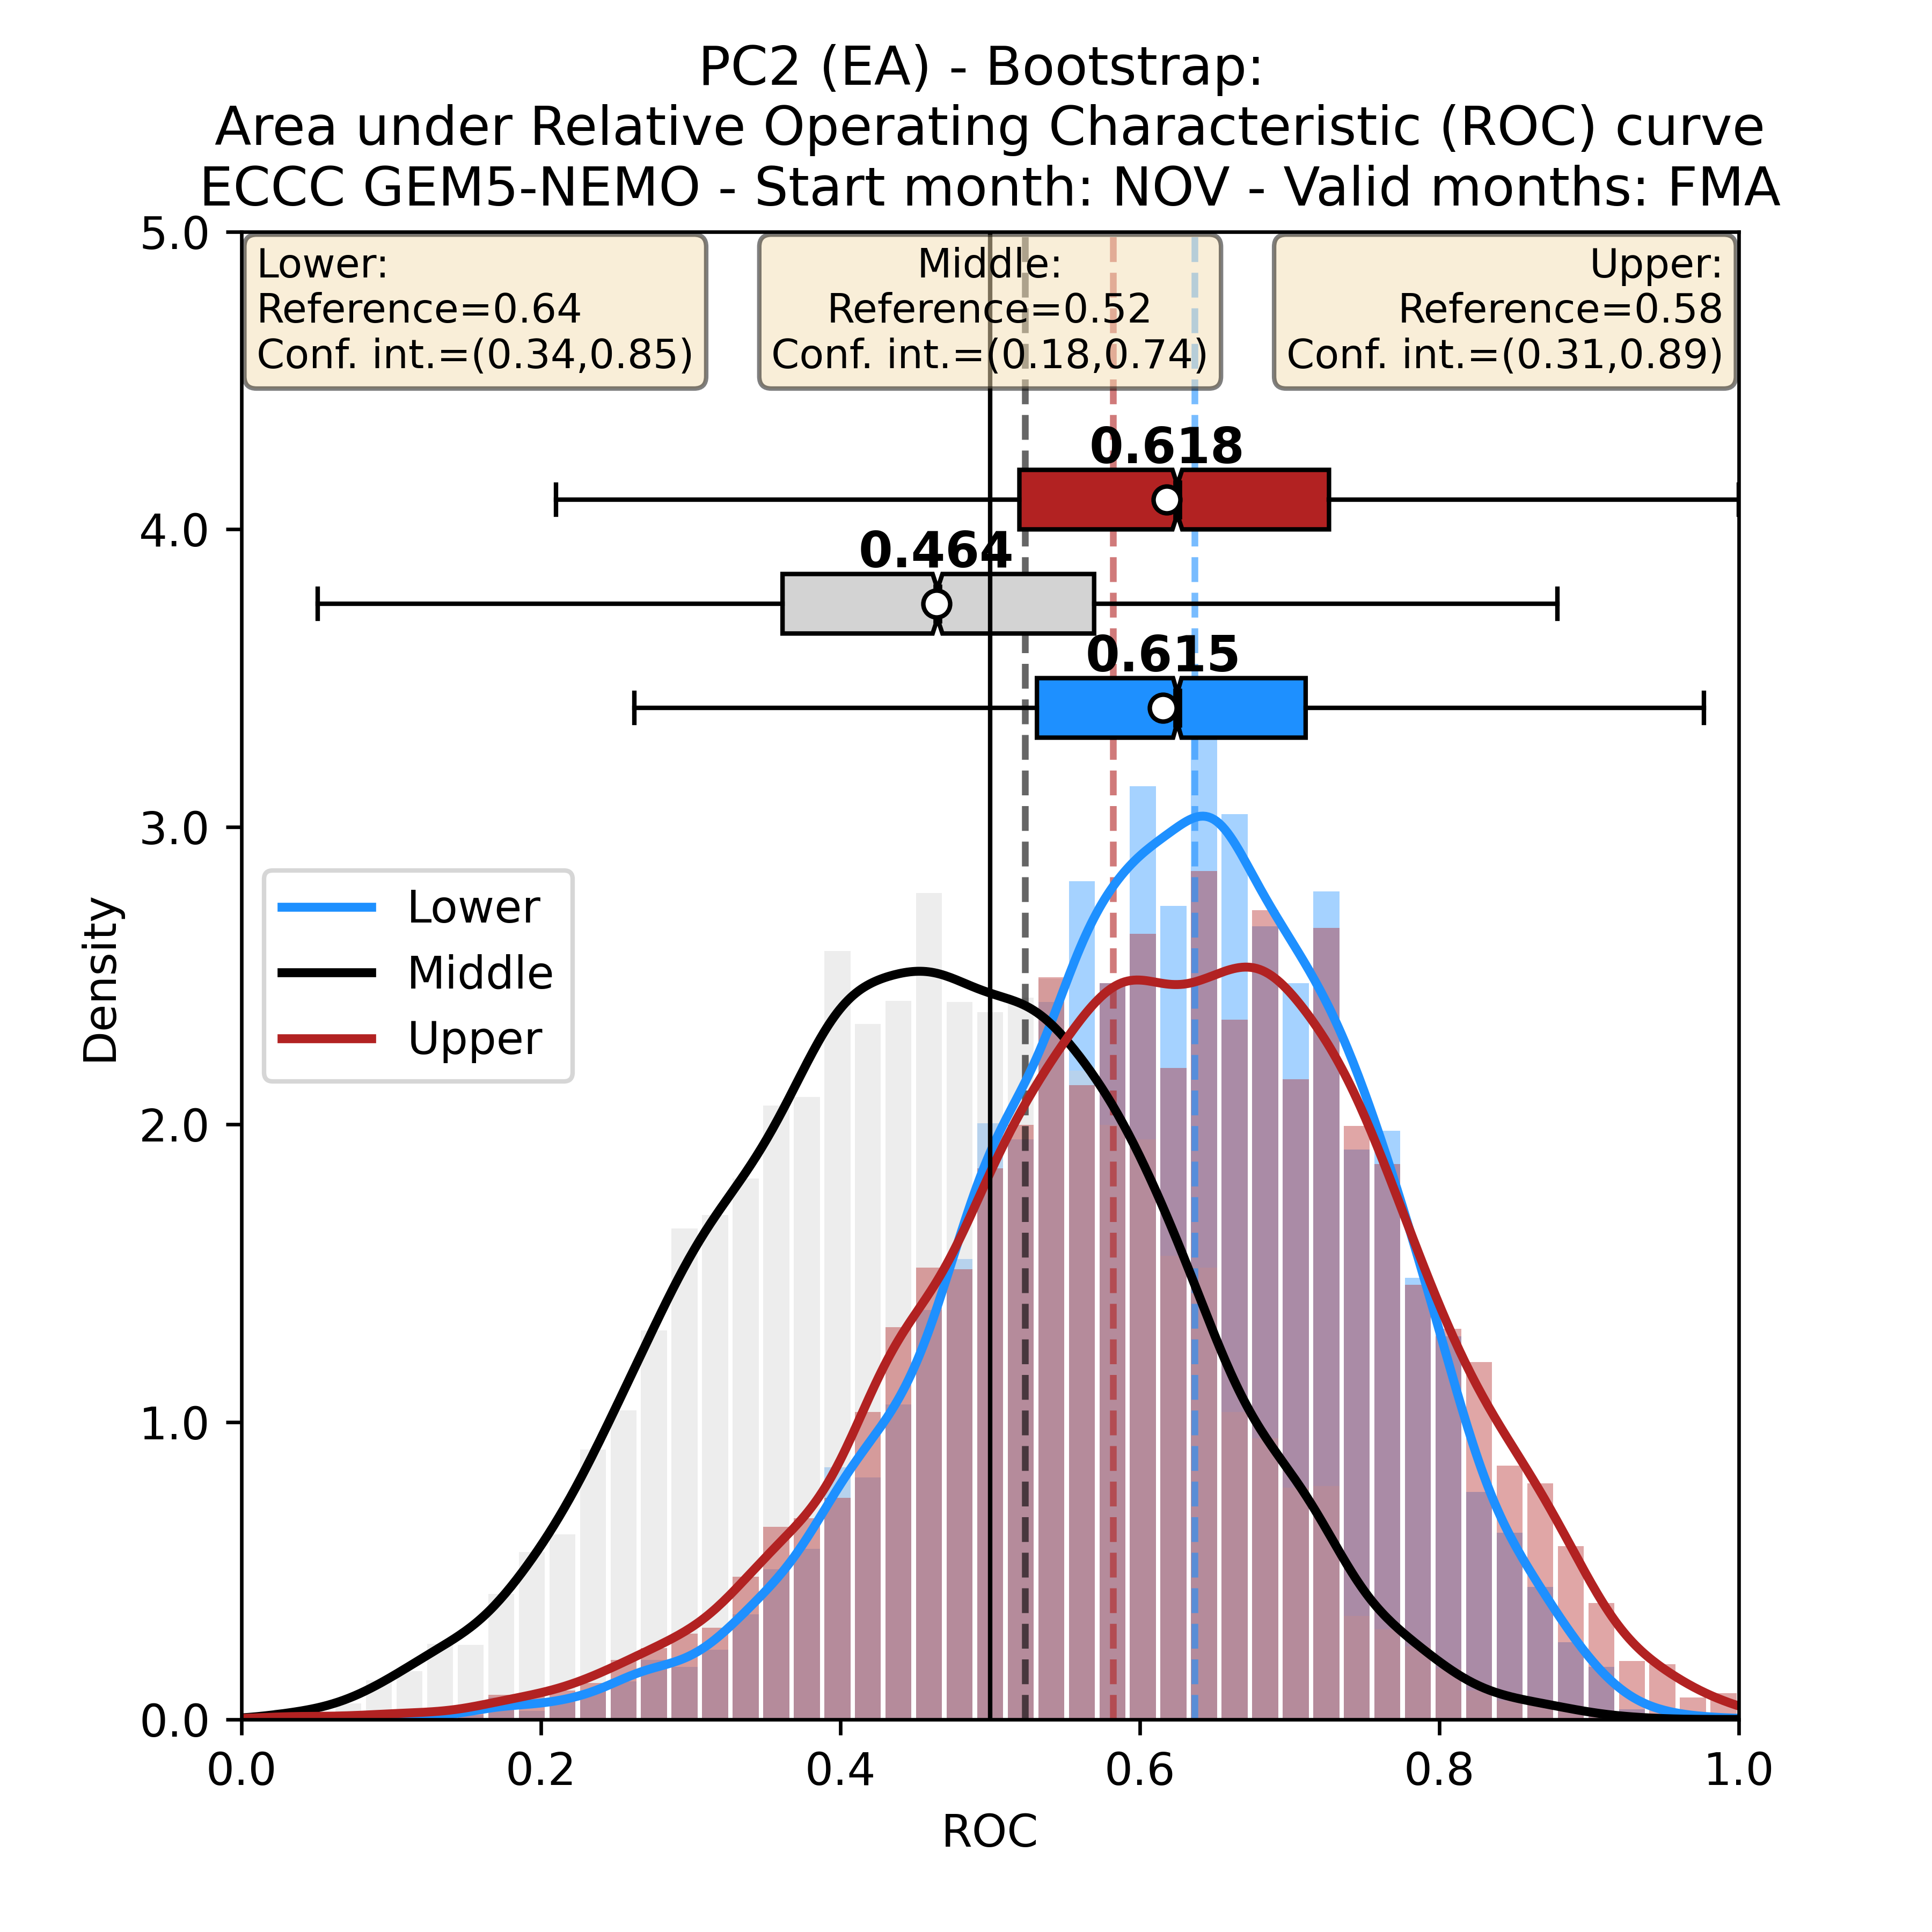 PC2 (EA) - Bootstrap:
Area under Relative Operating Characteristic (ROC) curve
ECCC GEM5-NEMO - Start month: NOV - Valid months: FMA
Lower:
Reference=0.64
Conf. int.=(0.34,0.85)
Middle:
Reference=0.52
Conf. int.=(0.18,0.74)
Upper:
Reference=0.58
Conf. int.=(0.31,0.89)
0.618
0.464
0.615
5.0
4.0
3.0
2.0
1.0
0.0
Density
Lower
Middle
Upper
0.0
0.2
0.4
0.6
0.8
1.0
ROC